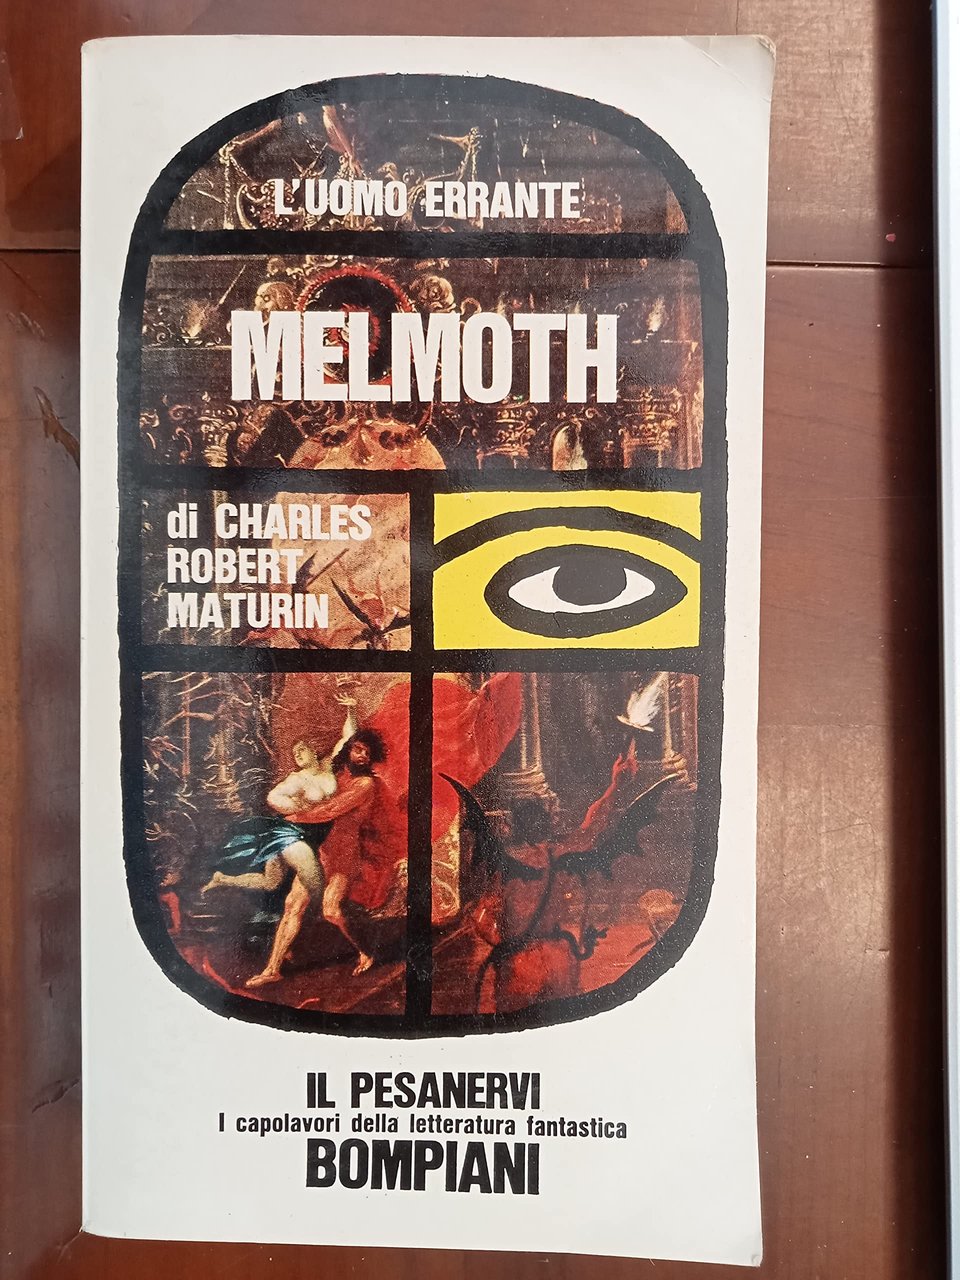 L'UOMO ERRANTE
MELMOTH
di CHARLES
ROBERT
MATURIN
IL PESANERVI
I capolavori della letteratura fantastica
BOMPIANI